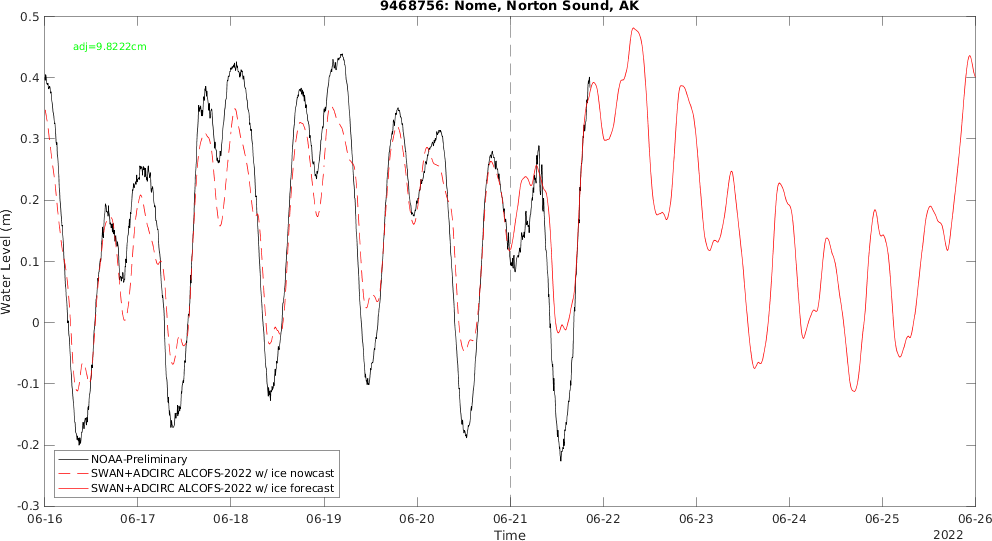 9468756: Nome, Norton Sound, AK
adj=9.8222cm
0.5
0.4
0.3
0.2
0.1
0
-0.1
-0.2
-0.3
Water Level (m)
NOAA-Preliminary
SWAN+ADCIRC ALCOFS-2022 w/ ice nowcast
SWAN+ADCIRC ALCOFS-2022 w/ ice forecast
06-16 06-17 06-18 06-19 06-20 06-21 06-22 06-23 06-24 06-25 06-26
Time
2022